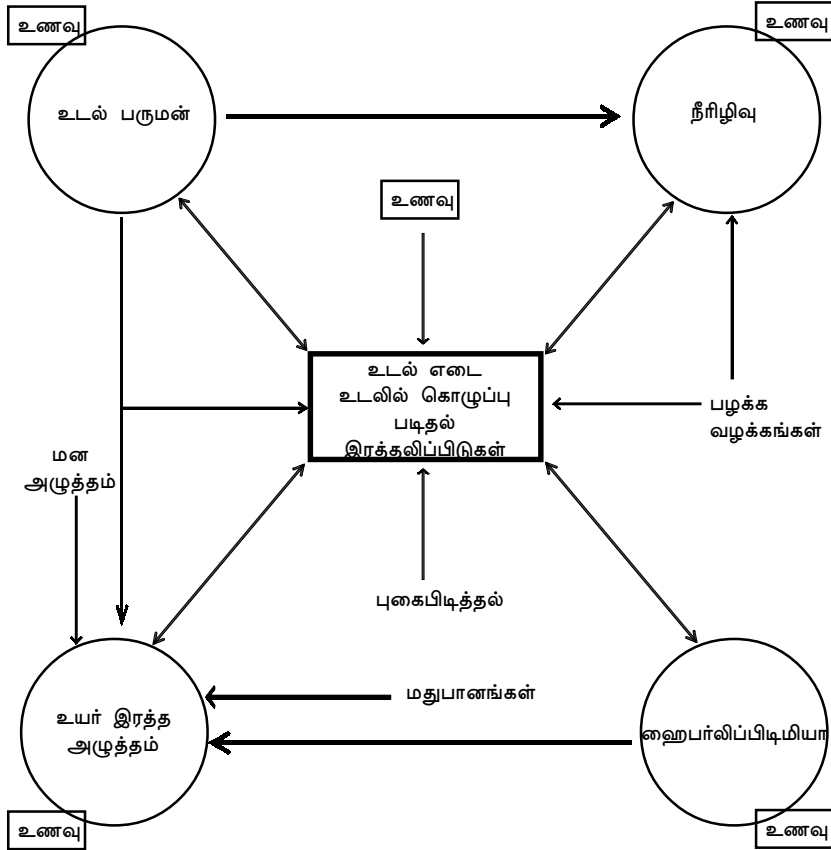 உணவு
உணவு
உடல் பருமன்
நீரிழிவு
உணவு
உடல் எடை
உடலில் கொழுப்பு
படிதல்
இரத்தலிப்பிடுகள்
பழக்க
வழக்கங்கள்
மன
அழுத்தம்
புகைபிடித்தல்
மதுபானங்கள்
உயர் இரத்த
அழுத்தம்
ஹைபர்லிப்பிடிமியா
உணவு
உணவு